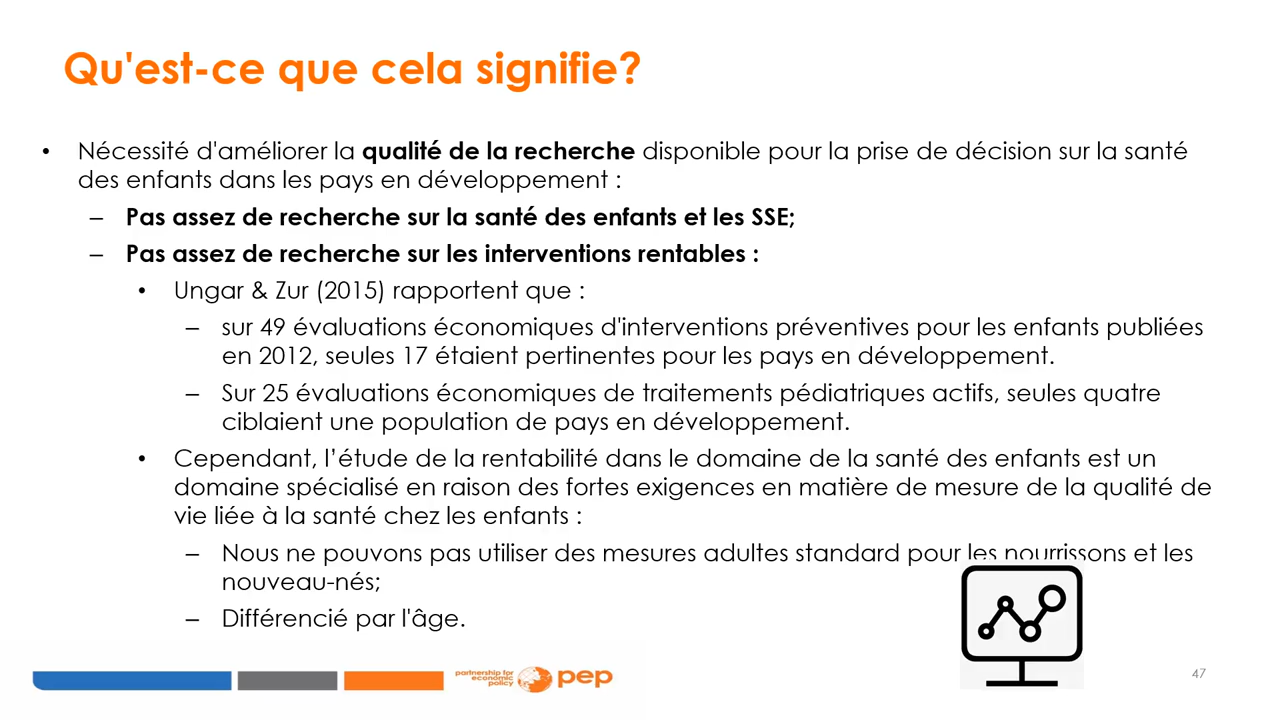 Qu'est-ce que cela signifie?
• Nécessité d'améliorer la qualité de la recherche disponible pour la prise de décision sur la santé
des enfants dans les pays en développement :
– Pas assez de recherche sur la santé des enfants et les SSE;
– Pas assez de recherche sur les interventions rentables :
• Ungar & Zur (2015) rapportent que :
– sur 49 évaluations économiques d'interventions préventives pour les enfants publiées
en 2012, seules 17 étaient pertinentes pour les pays en développement.
– Sur 25 évaluations économiques de traitements pédiatriques actifs, seules quatre
ciblaient une population de pays en développement.
• Cependant, l’étude de la rentabilité dans le domaine de la santé des enfants est un
domaine spécialisé en raison des fortes exigences en matière de mesure de la qualité de
vie liée à la santé chez les enfants :
– Nous ne pouvons pas utiliser des mesures adultes standard pour les nourrissons et les
nouveau-nés;
– Différencié par l'âge.
partnership for
economic
policy
pep
47